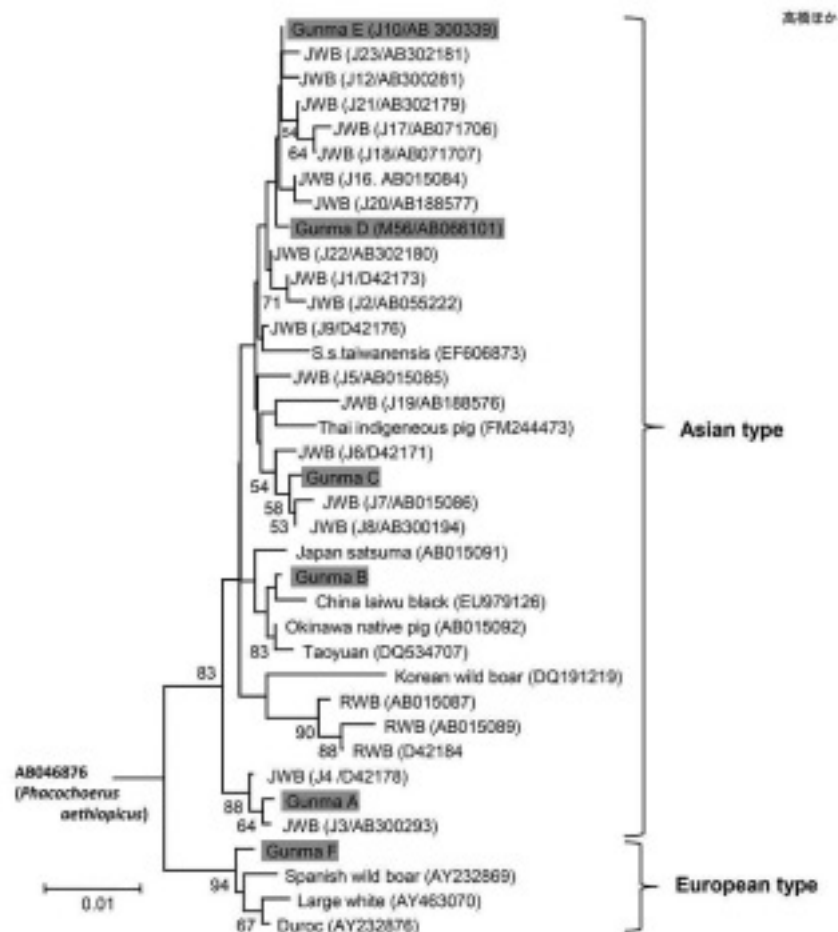 高橋ほか
Gunma E (J10/AB 300339)
JWB (J23/AB302181)
JWB (J12/AB300281)
JWB (J21/AB302179)
54
JWB (J17/AB071706)
64
JWB (J18/AB071707)
JWB (J16. AB015084)
JWB (J20/AB188577)
Gunma D (M56/AB066101)
JWB (J22/AB302180)
JWB (J1/D42173)
71
JWB (J2/AB055222)
JWB (J9/D42176)
S.s.taiwanensis (EF606873)
JWB (J5/AB015085)
JWB (J19/AB188576)
Thai indigeneous pig (FM244473)
Asian type
JWB (J6/D42171)
54
Gunma C
58
JWB (J7/AB015086)
53
JWB (J8/AB300194)
Japan satsuma (AB015091)
Gunma B
China laiwu black (EU979126)
Okinawa native pig (AB015092)
83
Taoyuan (DQ534707)
83
Korean wild boar (DQ191219)
RWB (AB015087)
90
RWB (AB015089)
88
RWB (D42184
AB046876
(Phacochoerus
aethiopicus)
JWB (J4 /D42178)
88
Gunma A
64
JWB (J3/AB300293)
Gunma F
94
Spanish wild boar (AY232869)
European type
Large white (AY463070)
67
Duroc (AY232876)
0.01